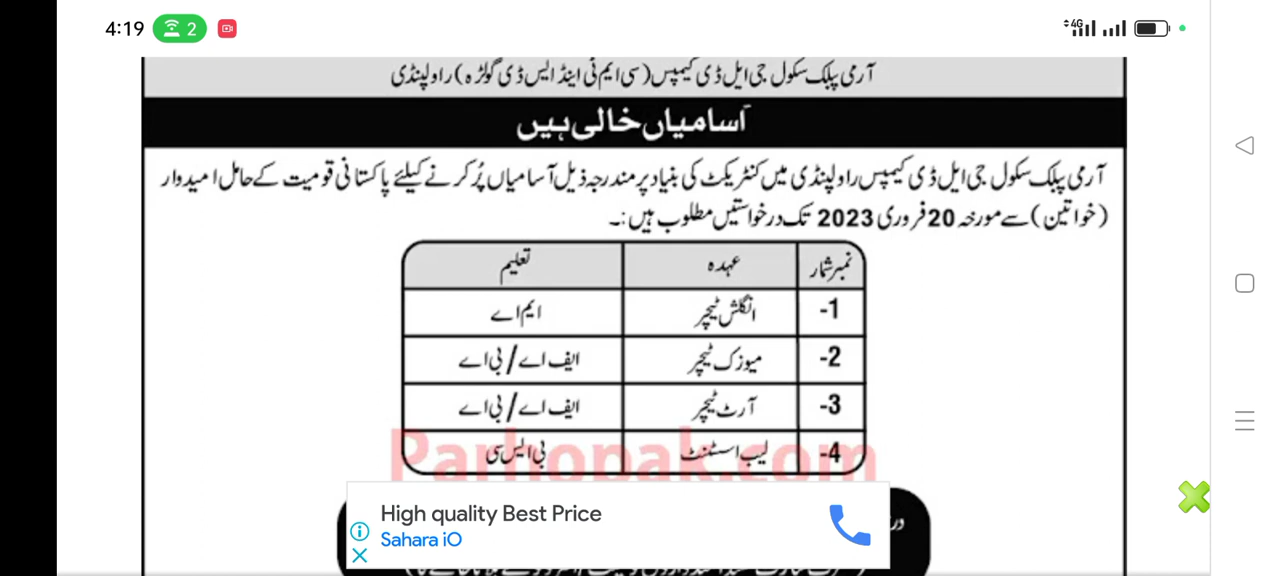 4:19 2 4G
آرمی پبلک سکول جی ایل ڈی کیمپس (سی ایم ٹی اینڈ ایس ڈی گولڑہ) راولپنڈی
آسامیاں خالی ہیں
آرمی پبلک سکول جی ایل ڈی کیمپس راولپنڈی میں کنٹریکٹ کی بنیاد پر مندرجہ ذیل آسامیاں پُر کرنے کیلئے پاکستانی قومیت کے حامل امیدوار
(خواتین) سے مورخہ 20 فروری 2023 تک درخواستیں مطلوب ہیں:۔
نمبر شمار عہدہ تعلیم
1- انگلش ٹیچر ایم اے
2- میوزک ٹیچر ایف اے / بی اے
3- آرٹ ٹیچر ایف اے / بی اے
4- لیب اسسٹنٹ بی ایس سی
Parhopak.com
High quality Best Price
Sahara iO